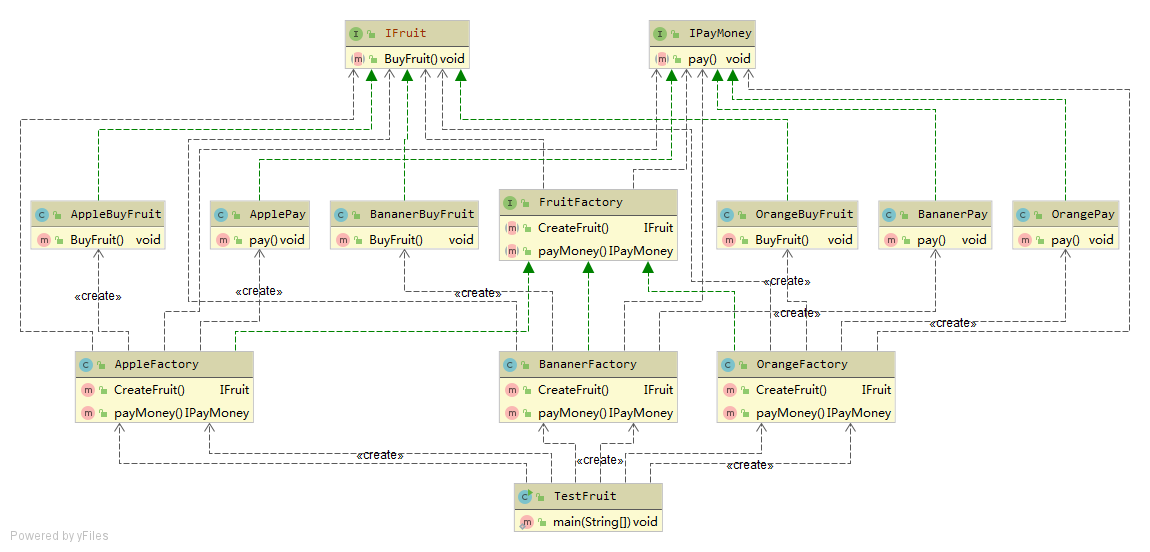 IFruit
BuyFruit() void
IPayMoney
pay() void
AppleBuyFruit
BuyFruit() void
ApplePay
pay() void
BananerBuyFruit
BuyFruit() void
FruitFactory
CreateFruit() IFruit
payMoney() IPayMoney
OrangeBuyFruit
BuyFruit() void
BananerPay
pay() void
OrangePay
pay() void
«create»
«create»
«create»
«create»
«create»
«create»
AppleFactory
CreateFruit() IFruit
payMoney() IPayMoney
BananerFactory
CreateFruit() IFruit
payMoney() IPayMoney
OrangeFactory
CreateFruit() IFruit
payMoney() IPayMoney
«create»
«create»
«create»
TestFruit
main(String[]) void
Powered by yFiles